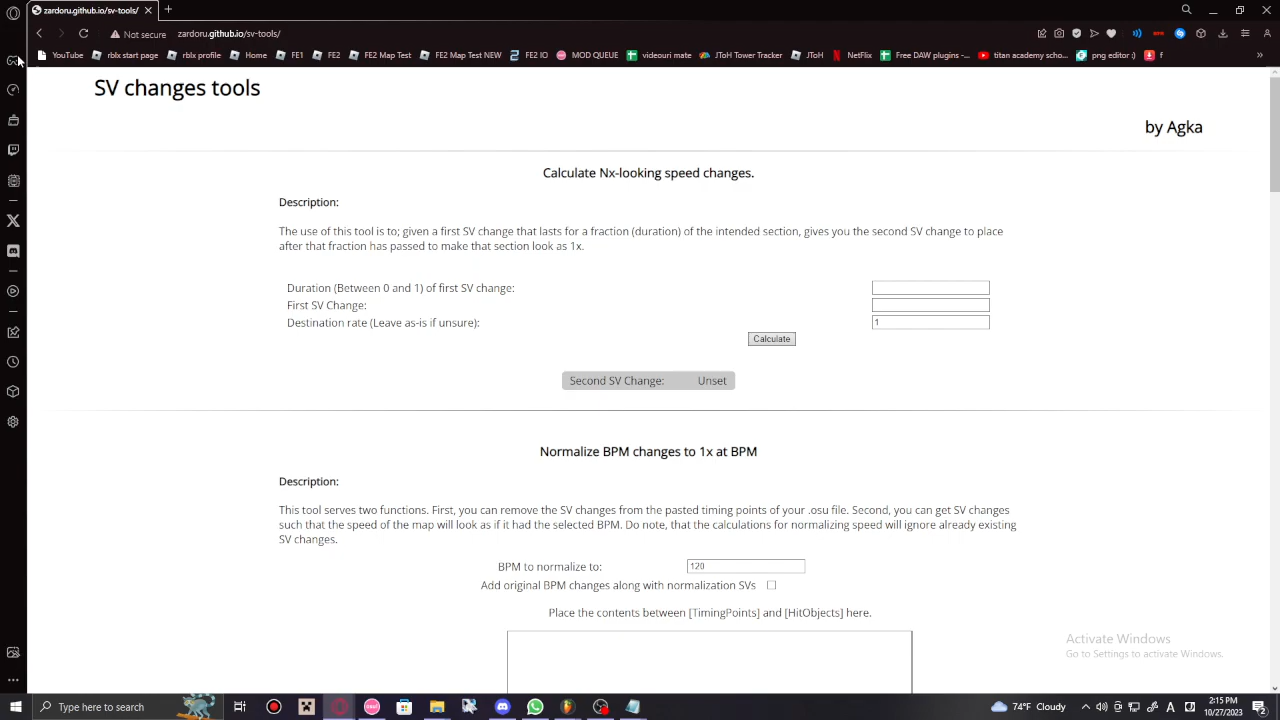 zardoru.github.io/sv-tools/
Not secure
zardoru.github.io/sv-tools/
YouTube
rblx start page
rblx profile
Home
FE1
FE2
FE2 Map Test
FE2 Map Test NEW
FE2 IO
MOD QUEUE
videouri mate
JToH Tower Tracker
JToH
NetFlix
Free DAW plugins -...
titan academy scho...
png editor :)
f
SV changes tools
by Agka
Calculate Nx-looking speed changes.
Description:
The use of this tool is to; given a first SV change that lasts for a fraction (duration) of the intended section, gives you the second SV change to place
after that fraction has passed to make that section look as 1x.
Duration (Between 0 and 1) of first SV change:
First SV Change:
Destination rate (Leave as-is if unsure):
1
Calculate
Second SV Change: Unset
Normalize BPM changes to 1x at BPM
Description:
This tool serves two functions. First, you can remove the SV changes from the pasted timing points of your .osu file. Second, you can get SV changes
such that the speed of the map will look as if it had the selected BPM. Do note, that the calculations for normalizing speed will ignore already existing
SV changes.
BPM to normalize to: 120
Add original BPM changes along with normalization SVs
Place the contents between [TimingPoints] and [HitObjects] here.
Activate Windows
Go to Settings to activate Windows.
Type here to search
osu!
74°F Cloudy
A
2:15 PM
10/27/2023
2